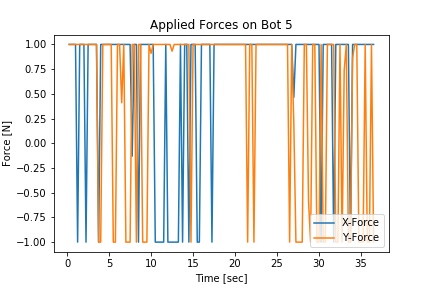 Applied Forces on Bot 5
Force [N]
1.00
0.75
0.50
0.25
0.00
−0.25
−0.50
−0.75
−1.00
X-Force
Y-Force
0 5 10 15 20 25 30 35
Time [sec]